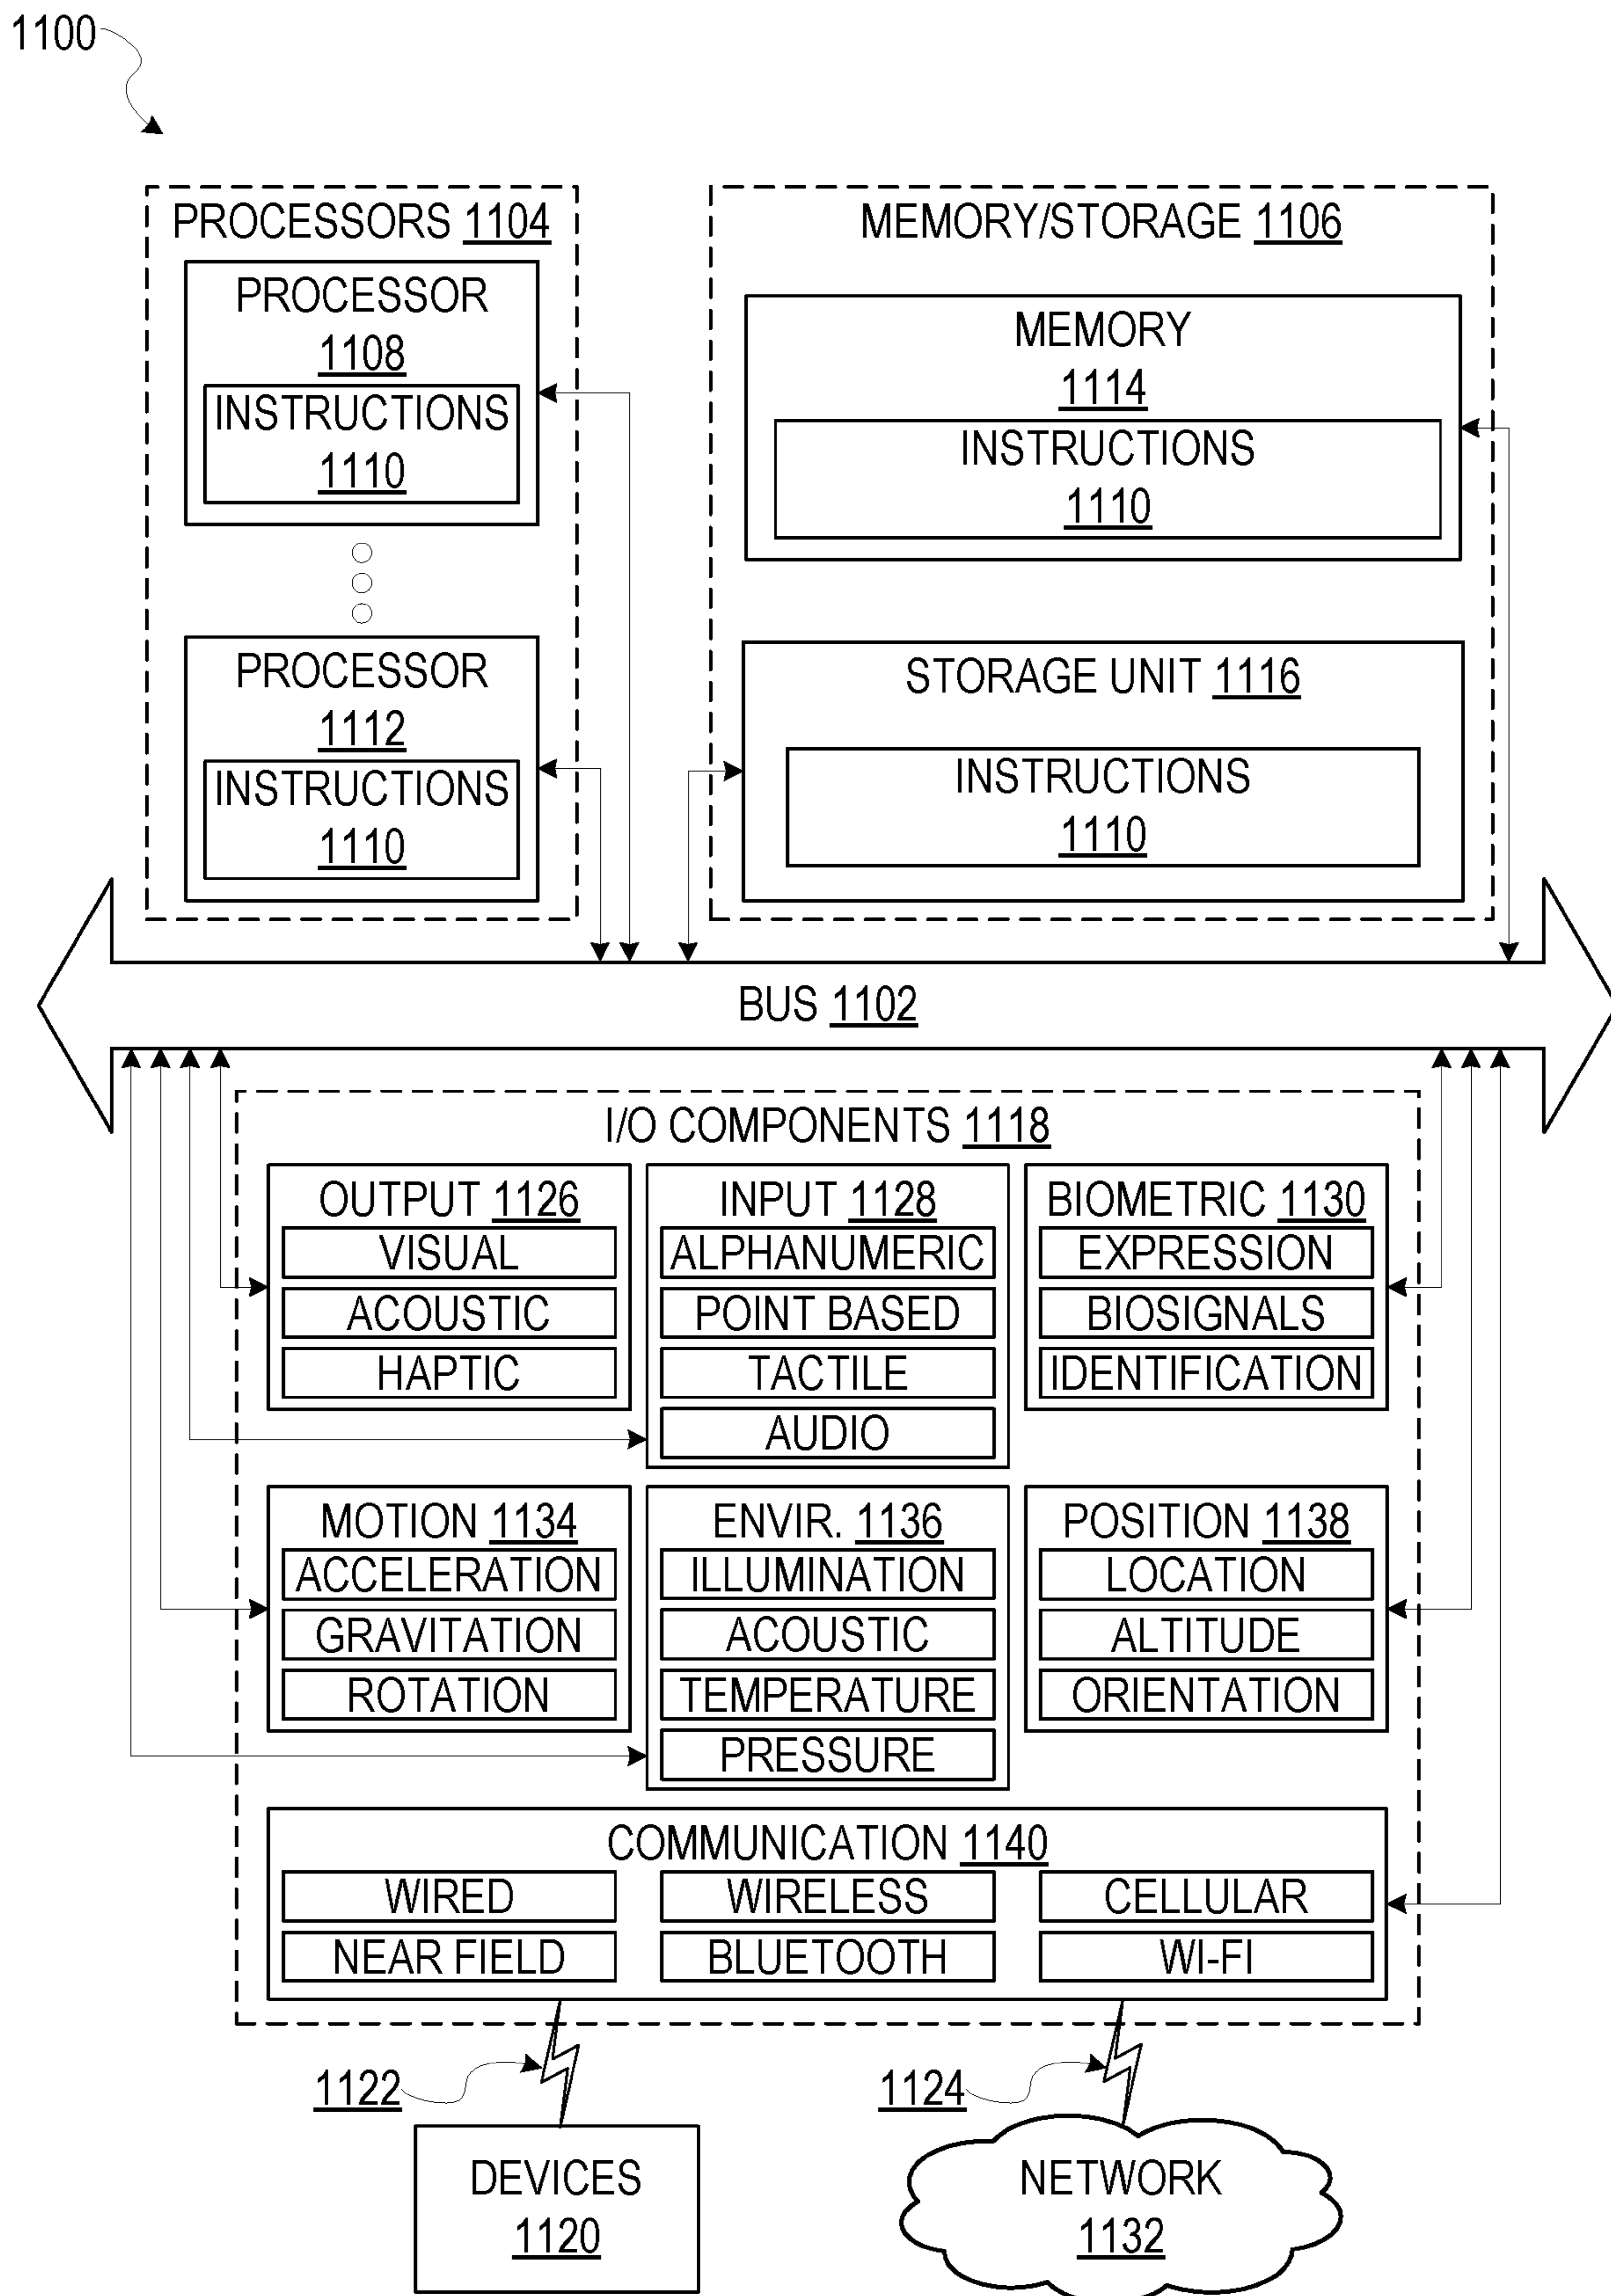 1100
PROCESSORS 1104
PROCESSOR
1108
INSTRUCTIONS
1110
PROCESSOR
1112
INSTRUCTIONS
1110
MEMORY/STORAGE 1106
MEMORY
1114
INSTRUCTIONS
1110
STORAGE UNIT 1116
INSTRUCTIONS
1110
BUS 1102
I/O COMPONENTS 1118
OUTPUT 1126
VISUAL
ACOUSTIC
HAPTIC
INPUT 1128
ALPHANUMERIC
POINT BASED
TACTILE
AUDIO
BIOMETRIC 1130
EXPRESSION
BIOSIGNALS
IDENTIFICATION
MOTION 1134
ACCELERATION
GRAVITATION
ROTATION
ENVIR. 1136
ILLUMINATION
ACOUSTIC
TEMPERATURE
PRESSURE
POSITION 1138
LOCATION
ALTITUDE
ORIENTATION
COMMUNICATION 1140
WIRED
WIRELESS
CELLULAR
NEAR FIELD
BLUETOOTH
WI-FI
1122
1124
DEVICES
1120
NETWORK
1132